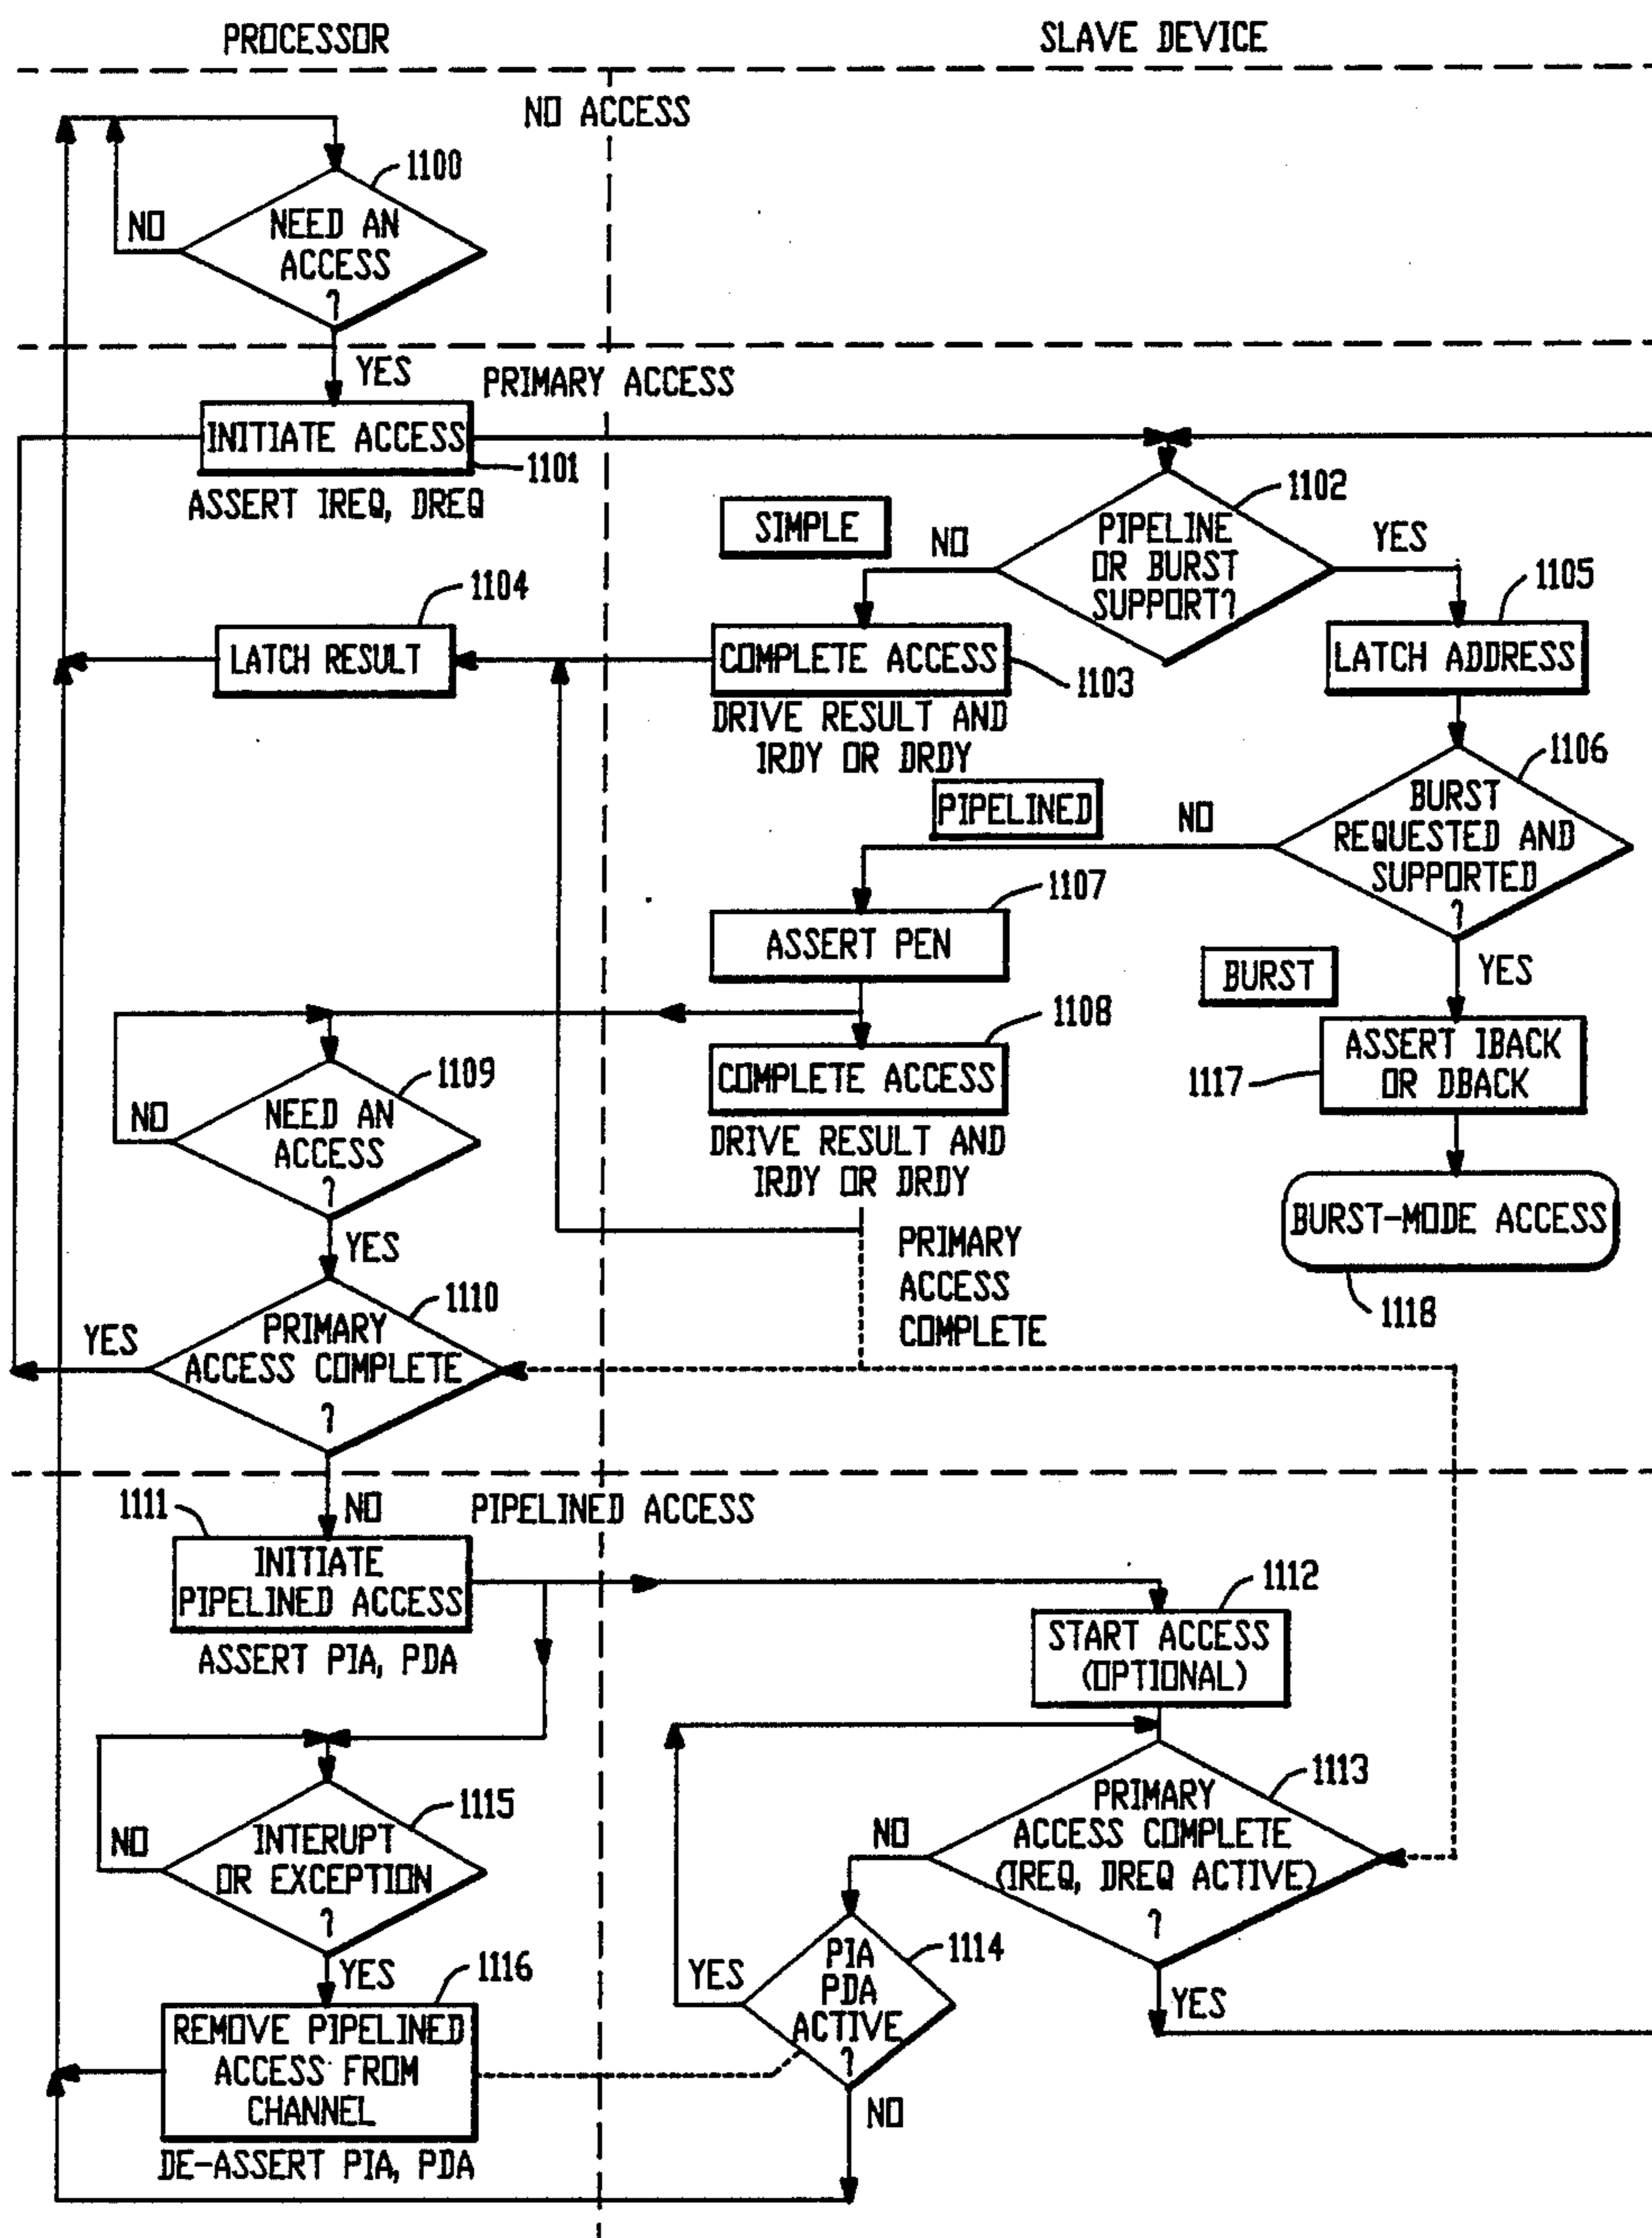 PROCESSOR
SLAVE DEVICE
NO ACCESS
1100
NO
NEED AN
ACCESS
?
YES
PRIMARY ACCESS
INITIATE ACCESS
1101
ASSERT IREQ, DREQ
1102
SIMPLE
NO
PIPELINE
OR BURST
SUPPORT?
YES
1105
1104
LATCH RESULT
COMPLETE ACCESS
1103
LATCH ADDRESS
DRIVE RESULT AND
IRDY OR DRDY
1106
PIPELINED
NO
BURST
REQUESTED AND
SUPPORTED
?
1107
ASSERT PEN
BURST
YES
1108
COMPLETE ACCESS
DRIVE RESULT AND
IRDY OR DRDY
ASSERT IBACK
OR DBACK
1117
1109
NO
NEED AN
ACCESS
?
YES
BURST-MODE ACCESS
1118
PRIMARY
ACCESS
COMPLETE
1110
YES
PRIMARY
ACCESS COMPLETE
?
NO
PIPELINED ACCESS
1111
INITIATE
PIPELINED ACCESS
ASSERT PIA, PDA
1112
START ACCESS
(OPTIONAL)
1113
PRIMARY
ACCESS COMPLETE
(IREQ, DREQ ACTIVE)
?
NO
YES
1115
NO
INTERUPT
OR EXCEPTION
?
YES
1114
YES
PIA
PDA
ACTIVE
?
NO
1116
REMOVE PIPELINED
ACCESS FROM
CHANNEL
DE-ASSERT PIA, PDA